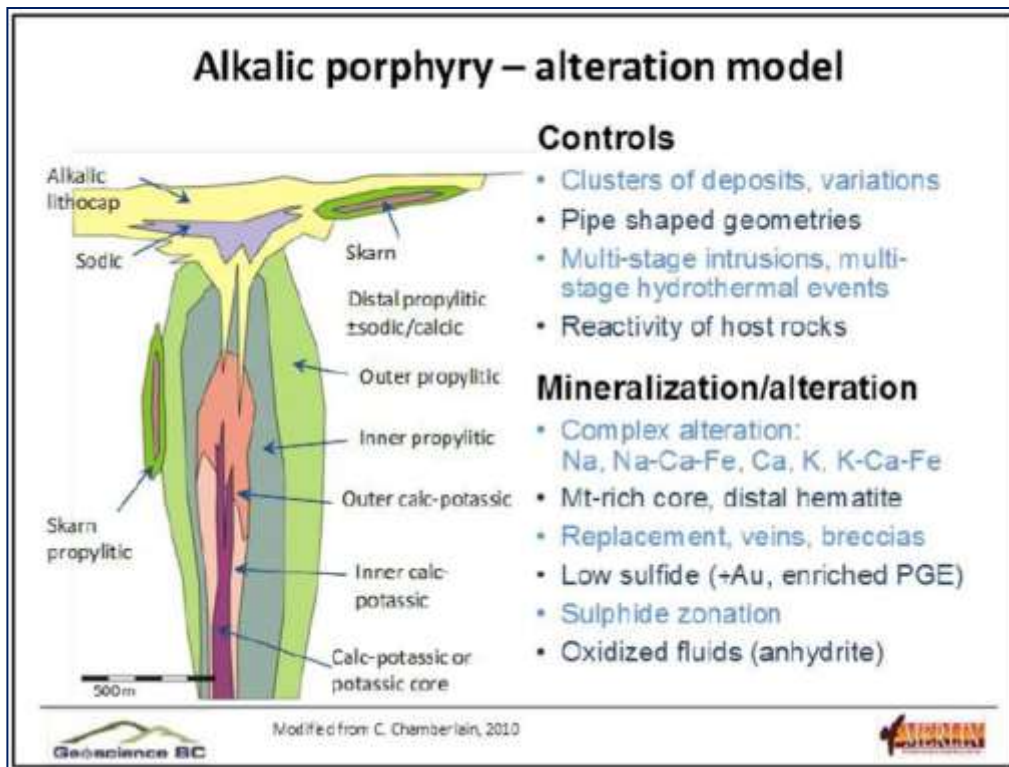 Alkalic porphyry – alteration model
Alkalic
lithocap
Sodic
Skarn
Distal propylitic
±sodic/calcic
Outer propylitic
Inner propylitic
Outer calc-potassic
Skarn
propylitic
Inner calc-
potassic
Calc-potassic or
potassic core
500m
Controls
• Clusters of deposits, variations
• Pipe shaped geometries
• Multi-stage intrusions, multi-
stage hydrothermal events
• Reactivity of host rocks
Mineralization/alteration
• Complex alteration:
Na, Na-Ca-Fe, Ca, K, K-Ca-Fe
• Mt-rich core, distal hematite
• Replacement, veins, breccias
• Low sulfide (+Au, enriched PGE)
• Sulphide zonation
• Oxidized fluids (anhydrite)
Geoscience BC
Modifed from C. Chamberlain, 2010